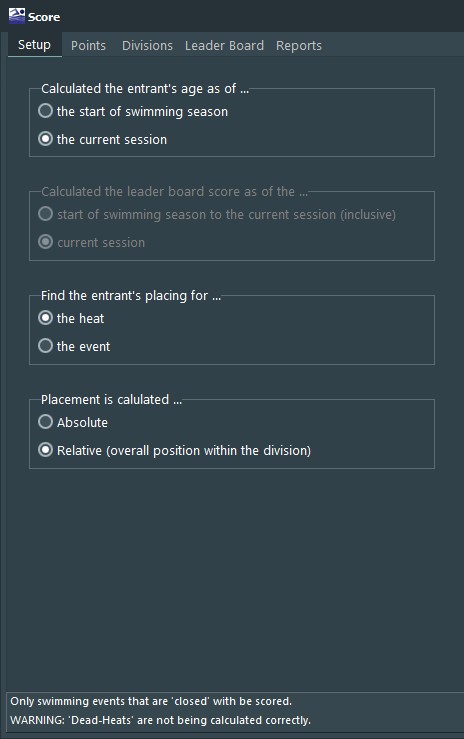 Score
Setup Points Divisions Leader Board Reports
Calculated the entrant's age as of ...
the start of swimming season
the current session
Calculated the leader board score as of the ...
start of swimming season to the current session (inclusive)
current session
Find the entrant's placing for ...
the heat
the event
Placement is calulated ...
Absolute
Relative (overall position within the division)
Only swimming events that are 'closed' with be scored.
WARNING: 'Dead-Heats' are not being calculated correctly.